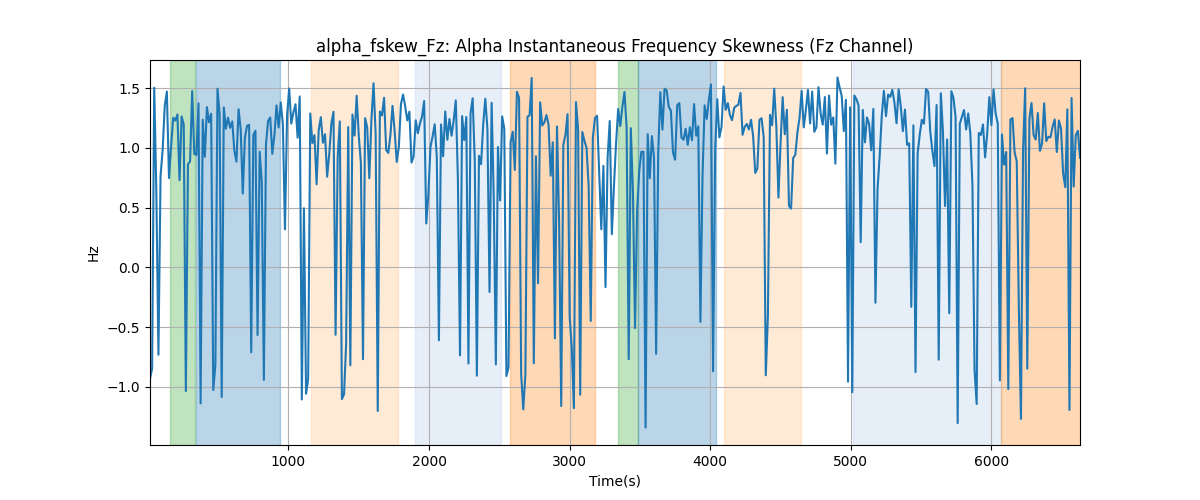 alpha_fskew_Fz: Alpha Instantaneous Frequency Skewness (Fz Channel)
Hz
1.5
1.0
0.5
0.0
−0.5
−1.0
1000 2000 3000 4000 5000 6000
Time(s)